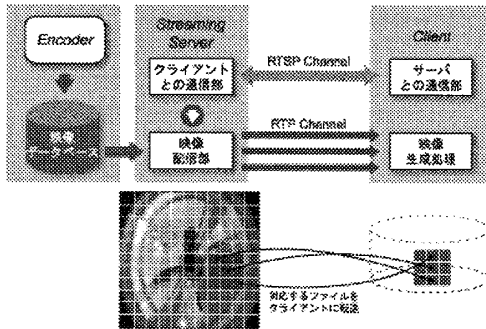 Encoder
Streaming
Server
Client
クライアント
との通信部
RTSP Channel
サーバ
との通信部
映像
配信部
RTP Channel
映像
生成処理
対応するファイルを
クライアントに転送